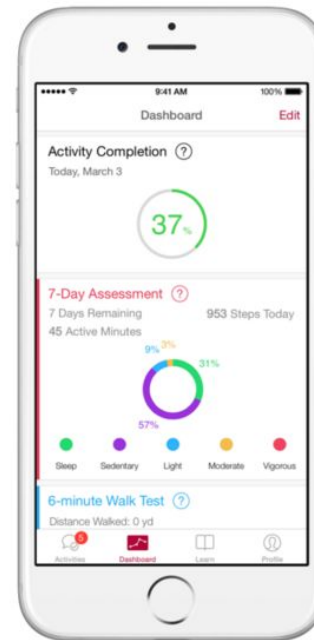 9:41 AM 100%
Dashboard Edit
Activity Completion ?
Today, March 3
37%
7-Day Assessment ?
7 Days Remaining 953 Steps Today
45 Active Minutes
9% 3%
31%
57%
Sleep Sedentary Light Moderate Vigorous
6-minute Walk Test ?
Distance Walked: 0 yd
5
Activities Dashboard Learn Profile